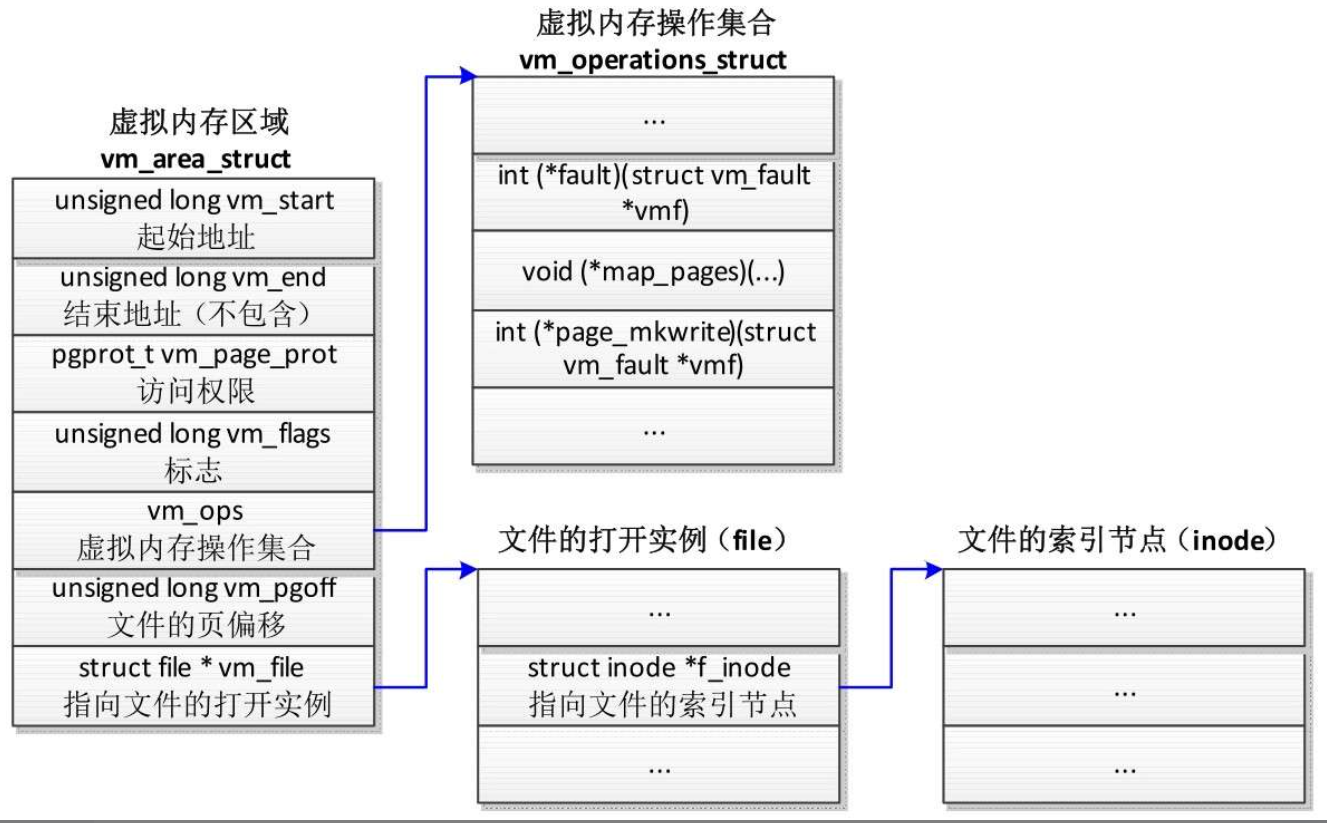 虚拟内存操作集合
vm_operations_struct
...
int (*fault)(struct vm_fault
*vmf)
void (*map_pages)(...)
int (*page_mkwrite)(struct
vm_fault *vmf)
...
虚拟内存区域
vm_area_struct
unsigned long vm_start
起始地址
unsigned long vm_end
结束地址（不包含）
pgprot_t vm_page_prot
访问权限
unsigned long vm_flags
标志
vm_ops
虚拟内存操作集合
unsigned long vm_pgoff
文件的页偏移
struct file * vm_file
指向文件的打开实例
文件的打开实例（file）
...
struct inode *f_inode
指向文件的索引节点
...
文件的索引节点（inode）
...
...
...